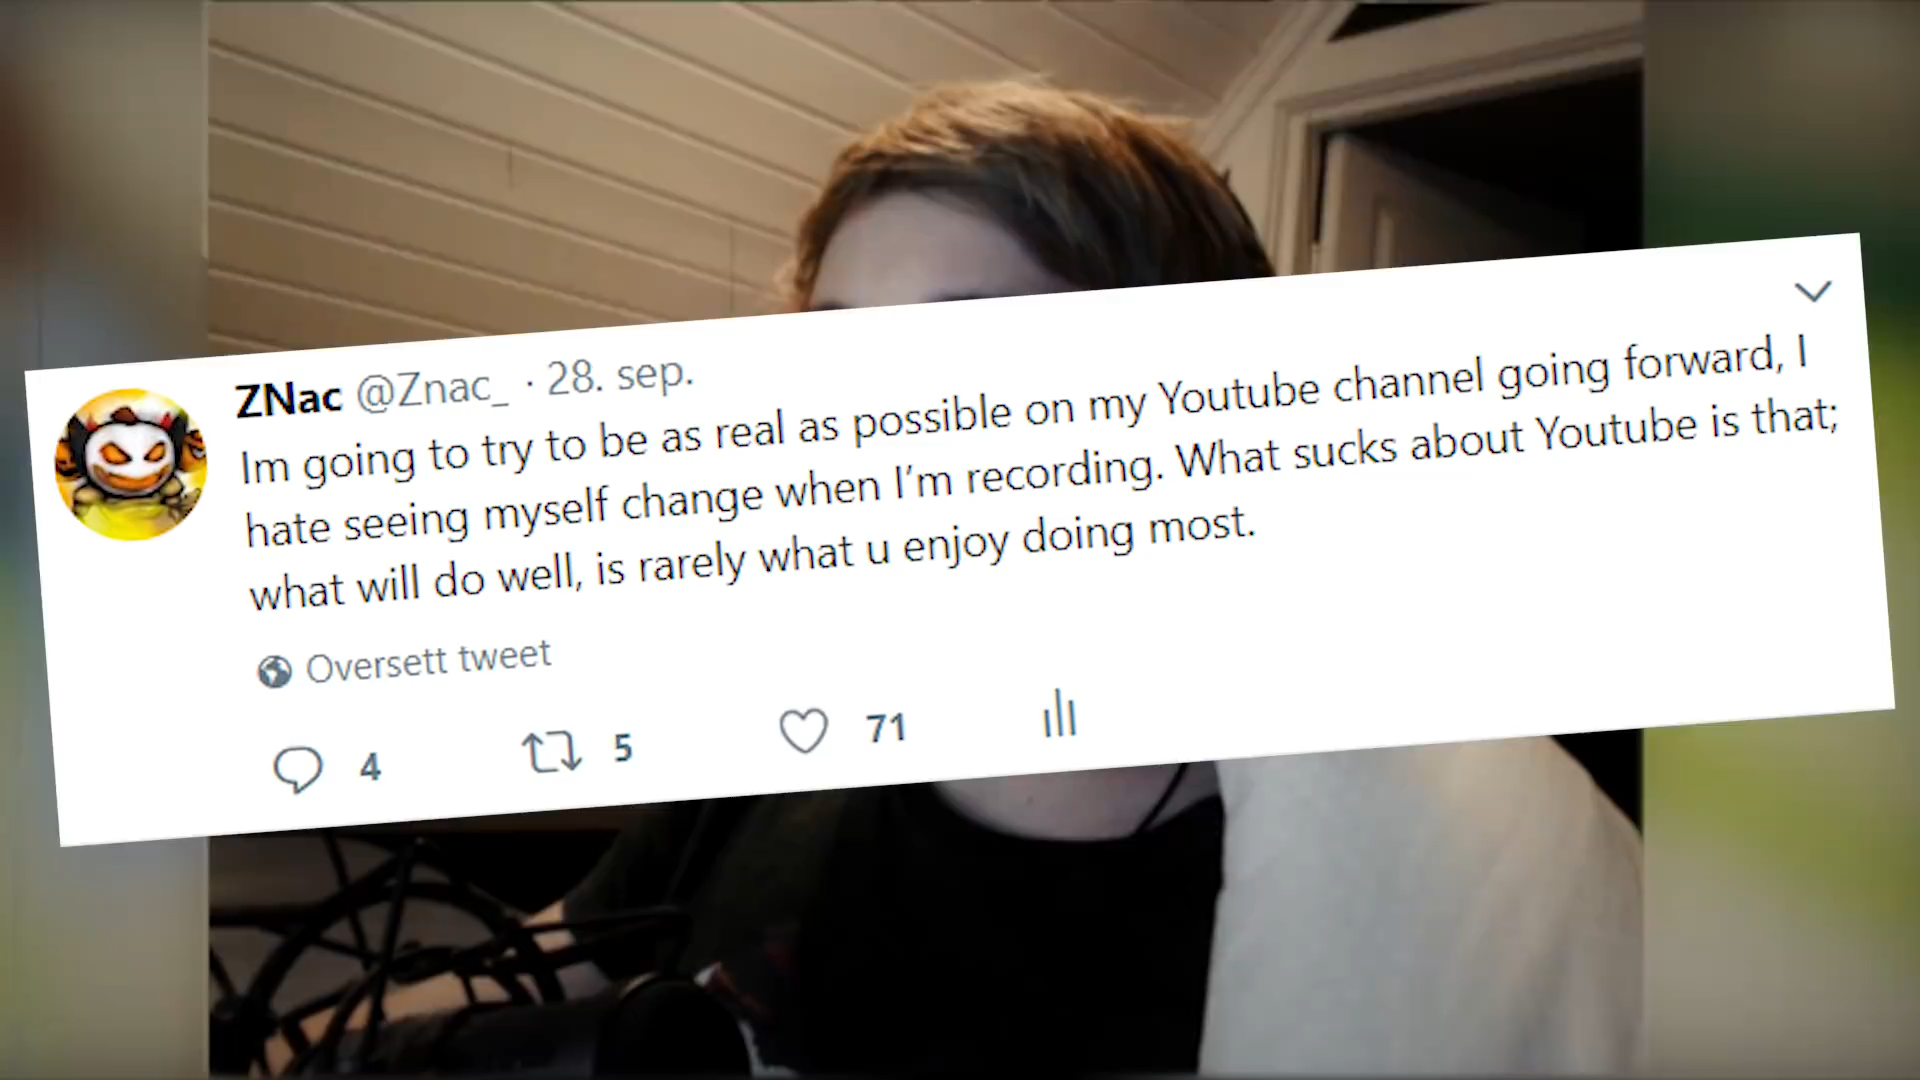 ZNac @Znac_ · 28. sep.
Im going to try to be as real as possible on my Youtube channel going forward, I
hate seeing myself change when I’m recording. What sucks about Youtube is that;
what will do well, is rarely what u enjoy doing most.
Oversett tweet
4 5 71